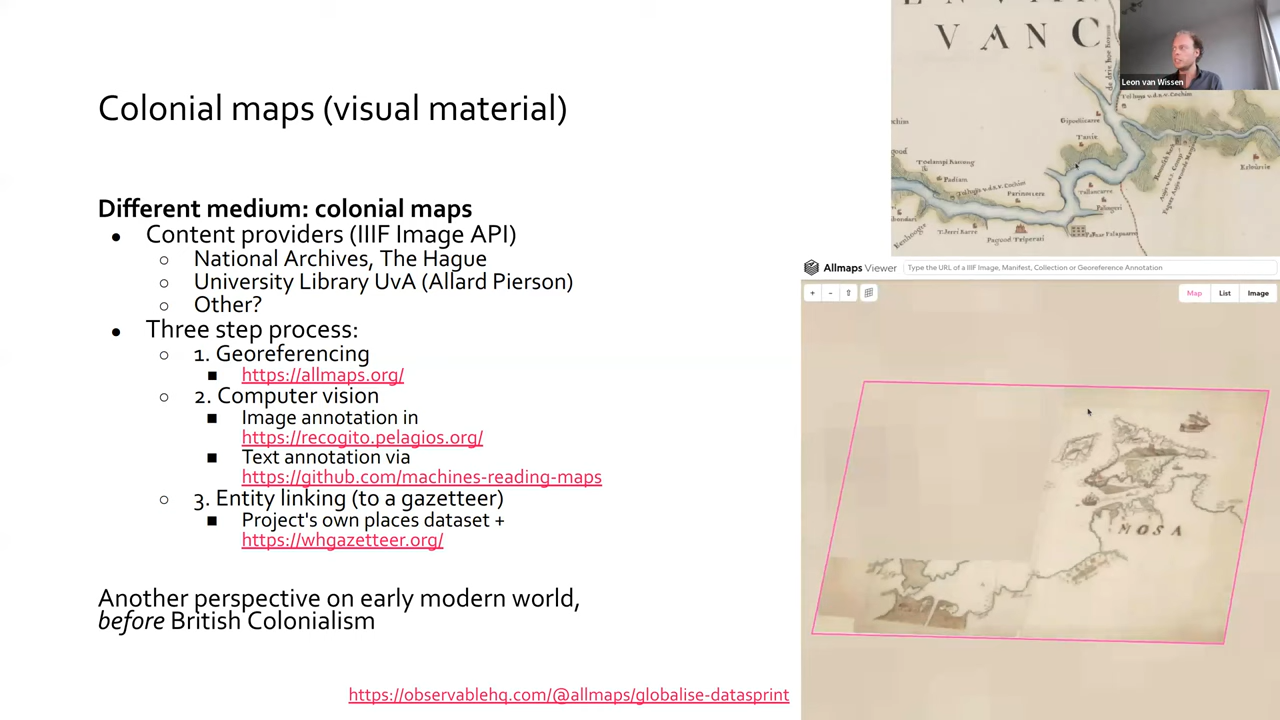 Colonial maps (visual material)
Different medium: colonial maps
● Content providers (IIIF Image API)
○ National Archives, The Hague
○ University Library UvA (Allard Pierson)
○ Other?
● Three step process:
○ 1. Georeferencing
■ https://allmaps.org/
○ 2. Computer vision
■ Image annotation in
https://recogito.pelagios.org/
■ Text annotation via
https://github.com/machines-reading-maps
○ 3. Entity linking (to a gazetteer)
■ Project's own places dataset +
https://whgazetteer.org/
Another perspective on early modern world,
before British Colonialism
https://observablehq.com/@allmaps/globalise-datasprint
VAN C
Leon van Wissen
Tanie
Padiam
Allmaps Viewer
Type the URL of a IIIF Image, Manifest, Collection or Georeference Annotation
+ - ⇧
Map List Image
MOSA